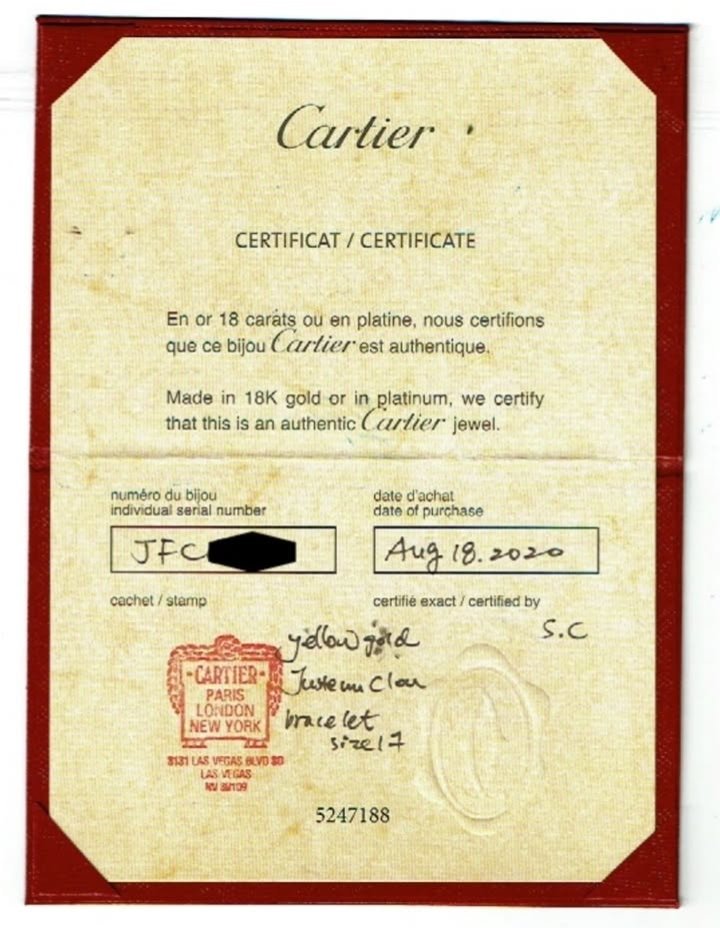 Cartier
CERTIFICAT / CERTIFICATE
En or 18 carats ou en platine, nous certifions
que ce bijou Cartier est authentique.
Made in 18K gold or in platinum, we certify
that this is an authentic Cartier jewel.
numéro du bijou
individual serial number
JFC
date d'achat
date of purchase
Aug 18.2020
cachet / stamp
certifié exact / certified by
S.C
yellow gold
Juste un Clou
bracelet
size 17
CARTIER
PARIS
LONDON
NEW YORK
3131 LAS VEGAS BLVD SO
LAS VEGAS
NV 89109
5247188